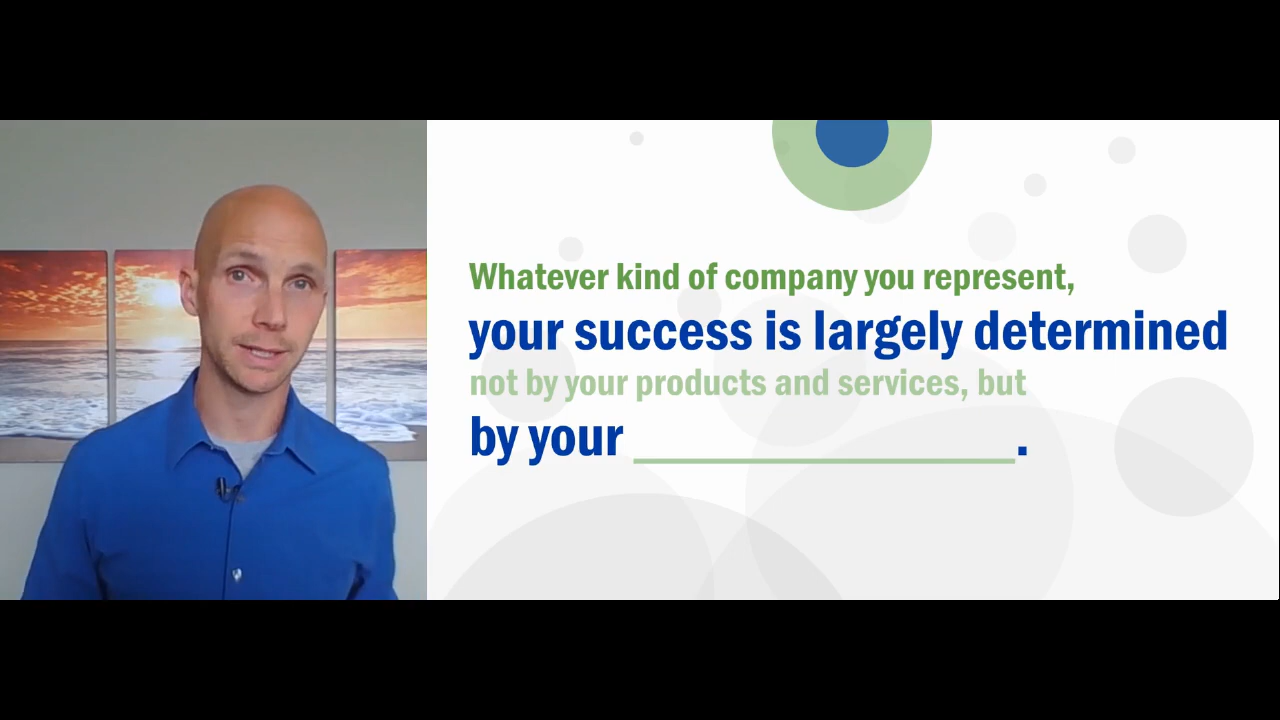 Whatever kind of company you represent,
your success is largely determined
not by your products and services, but
by your ____________________.